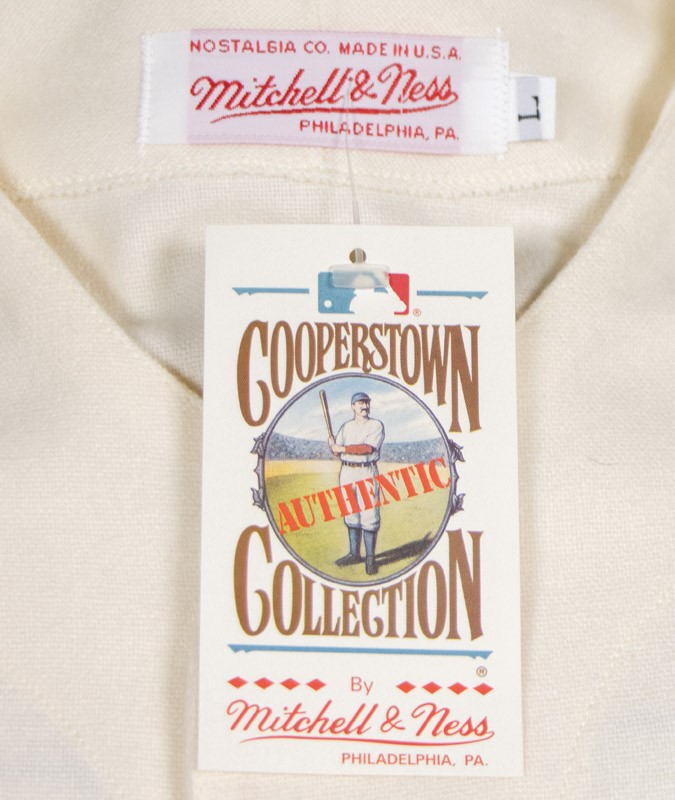 NOSTALGIA CO. MADE IN U.S.A.
Mitchell & Ness
PHILADELPHIA, PA.
L
®
COOPERSTOWN
AUTHENTIC
COLLECTION
®
By
Mitchell & Ness
PHILADELPHIA, PA.